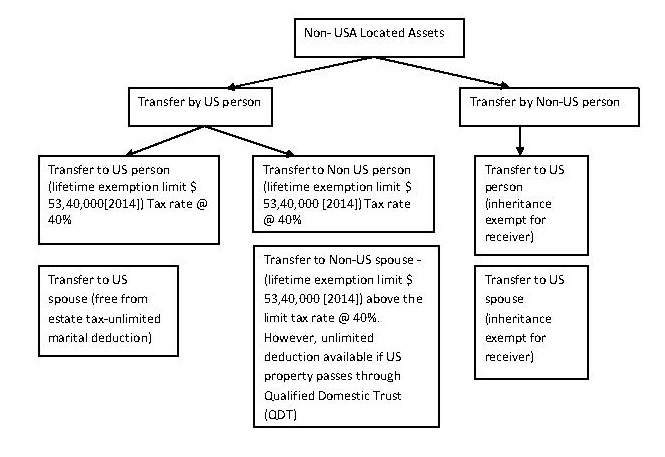 Non- USA Located Assets
Transfer by US person
Transfer by Non-US person
Transfer to US person
(lifetime exemption limit $
53,40,000[2014]) Tax rate @
40%
Transfer to Non US person
(lifetime exemption limit $
53,40,000 [2014]) Tax rate
@ 40%
Transfer to US
person
(inheritance
exempt for
receiver)
Transfer to US
spouse (free from
estate tax-unlimited
marital deduction)
Transfer to Non-US spouse -
(lifetime exemption limit $
53,40,000 [2014]) above the
limit tax rate @ 40%.
However, unlimited
deduction available if US
property passes through
Qualified Domestic Trust
(QDT)
Transfer to US
spouse
(inheritance
exempt for
receiver)